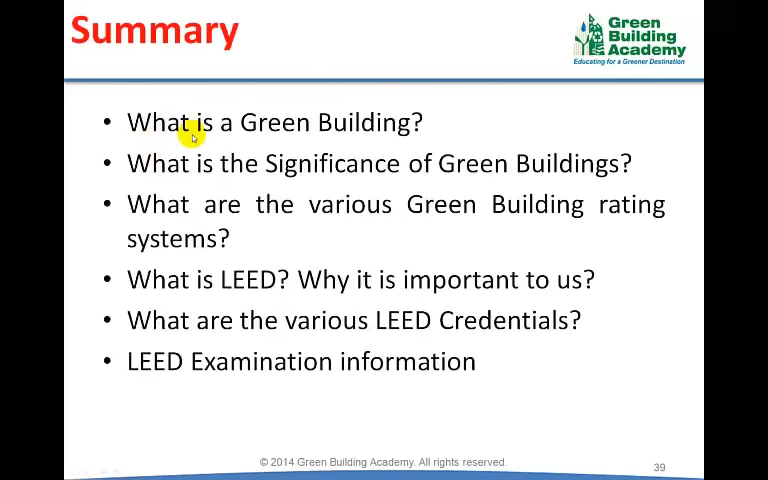 Summary
Green
Building
Academy
Educating for a Greener Destination
• What is a Green Building?
• What is the Significance of Green Buildings?
• What are the various Green Building rating
systems?
• What is LEED? Why it is important to us?
• What are the various LEED Credentials?
• LEED Examination information
© 2014 Green Building Academy. All rights reserved.
39